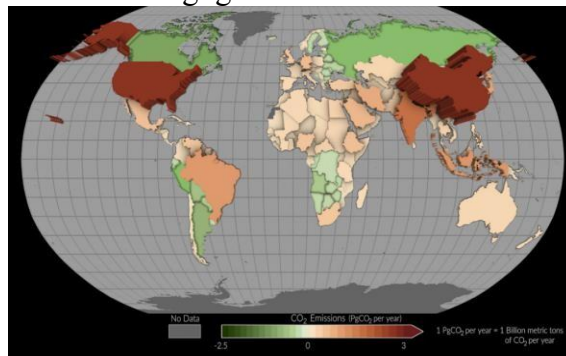 No Data
CO₂ Emissions (PgCO₂ per year)
-2.5 0 3
1 PgCO₂ per year = 1 Billion metric tons
of CO₂ per year